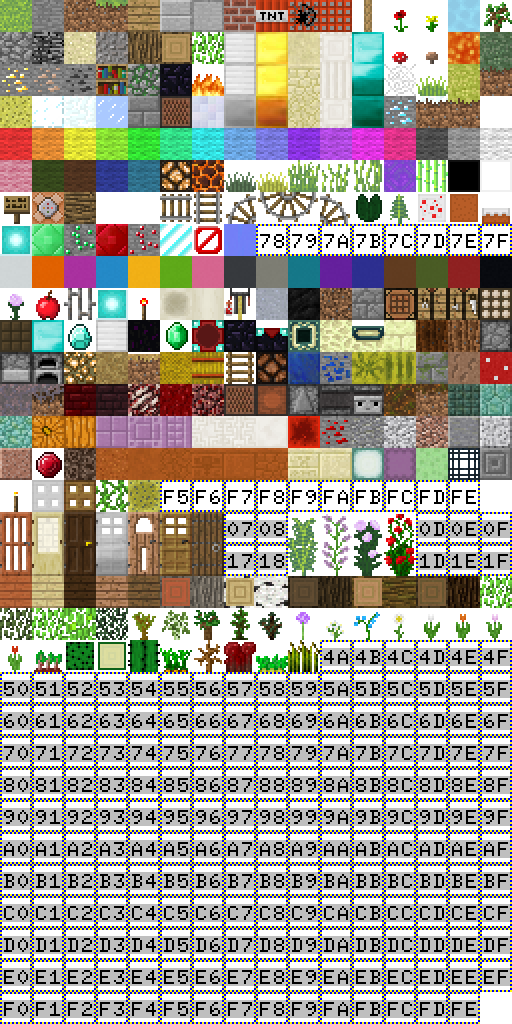 TNT
78 79 7A 7B 7C 7D 7E 7F
F5 F6 F7 F8 F9 FA FB FC FD FE
07 08 0D 0E 0F
17 18 1D 1E 1F
4A 4B 4C 4D 4E 4F
50 51 52 53 54 55 56 57 58 59 5A 5B 5C 5D 5E 5F
60 61 62 63 64 65 66 67 68 69 6A 6B 6C 6D 6E 6F
70 71 72 73 74 75 76 77 78 79 7A 7B 7C 7D 7E 7F
80 81 82 83 84 85 86 87 88 89 8A 8B 8C 8D 8E 8F
90 91 92 93 94 95 96 97 98 99 9A 9B 9C 9D 9E 9F
A0 A1 A2 A3 A4 A5 A6 A7 A8 A9 AA AB AC AD AE AF
B0 B1 B2 B3 B4 B5 B6 B7 B8 B9 BA BB BC BD BE BF
C0 C1 C2 C3 C4 C5 C6 C7 C8 C9 CA CB CC CD CE CF
D0 D1 D2 D3 D4 D5 D6 D7 D8 D9 DA DB DC DD DE DF
E0 E1 E2 E3 E4 E5 E6 E7 E8 E9 EA EB EC ED EE EF
F0 F1 F2 F3 F4 F5 F6 F7 F8 F9 FA FB FC FD FE